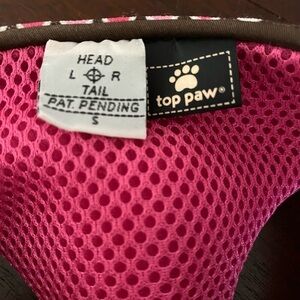 HEAD
L R
TAIL
PAT. PENDING
S
top paw®